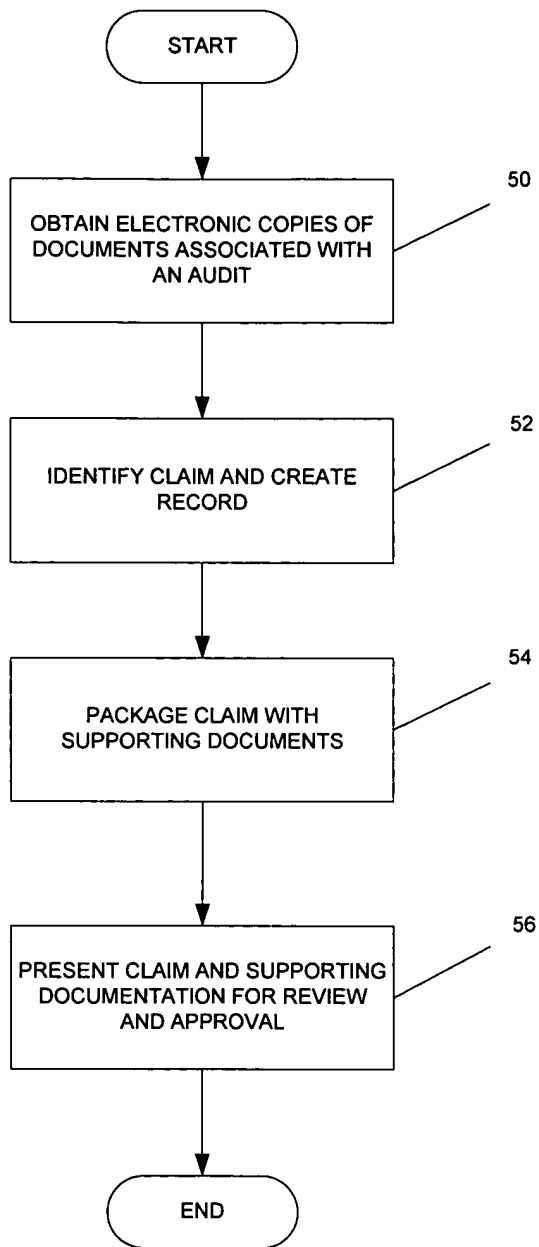 START
50
OBTAIN ELECTRONIC COPIES OF
DOCUMENTS ASSOCIATED WITH
AN AUDIT
52
IDENTIFY CLAIM AND CREATE
RECORD
54
PACKAGE CLAIM WITH
SUPPORTING DOCUMENTS
56
PRESENT CLAIM AND SUPPORTING
DOCUMENTATION FOR REVIEW
AND APPROVAL
END